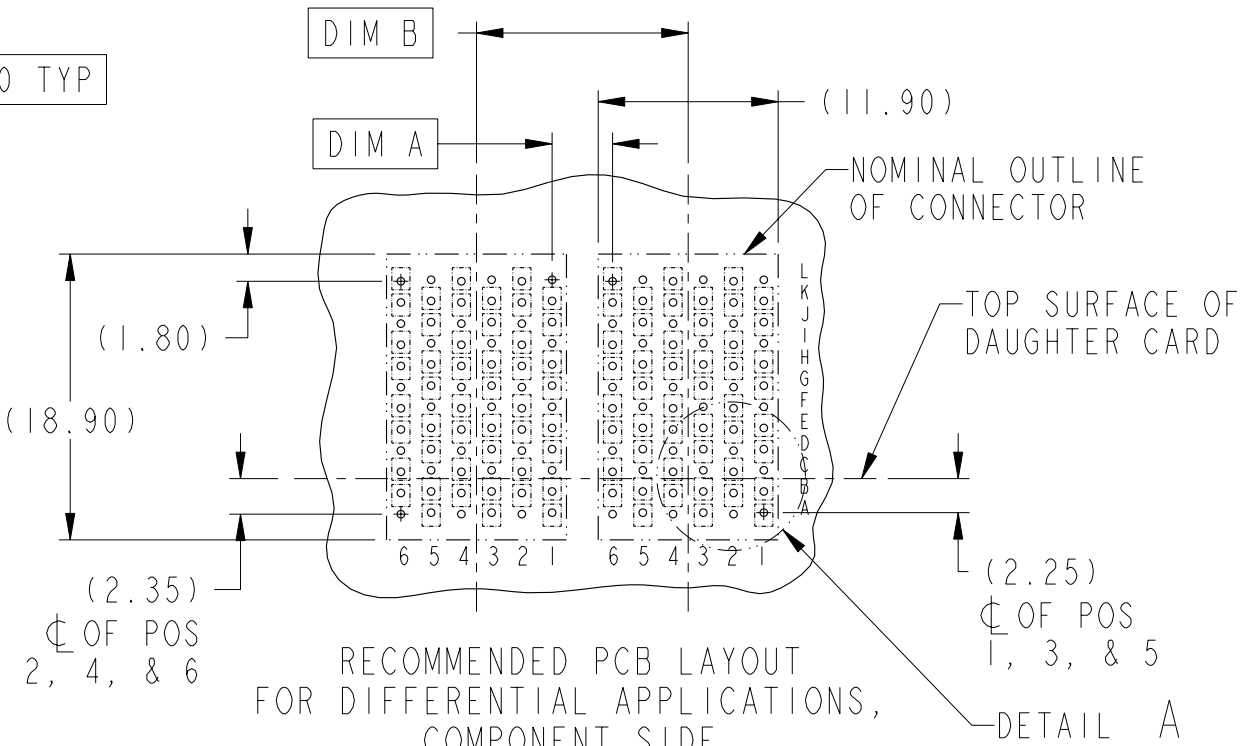 DIM B
0 TYP
(11.90)
DIM A
NOMINAL OUTLINE
OF CONNECTOR
L
K
J
I
H
G
F
E
D
C
B
A
TOP SURFACE OF
DAUGHTER CARD
(1.80)
(18.90)
6 5 4 3 2 1
6 5 4 3 2 1
(2.35)
℄ OF POS
2, 4, & 6
(2.25)
℄ OF POS
1, 3, & 5
RECOMMENDED PCB LAYOUT
FOR DIFFERENTIAL APPLICATIONS,
COMPONENT SIDE
DETAIL A